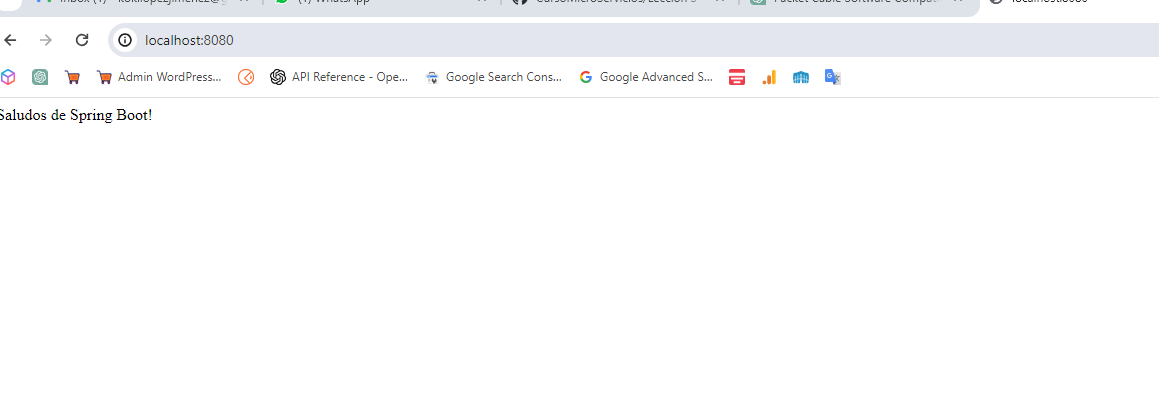 localhost:8080
Admin WordPress... API Reference - Ope... Google Search Cons... Google Advanced S...
Saludos de Spring Boot!